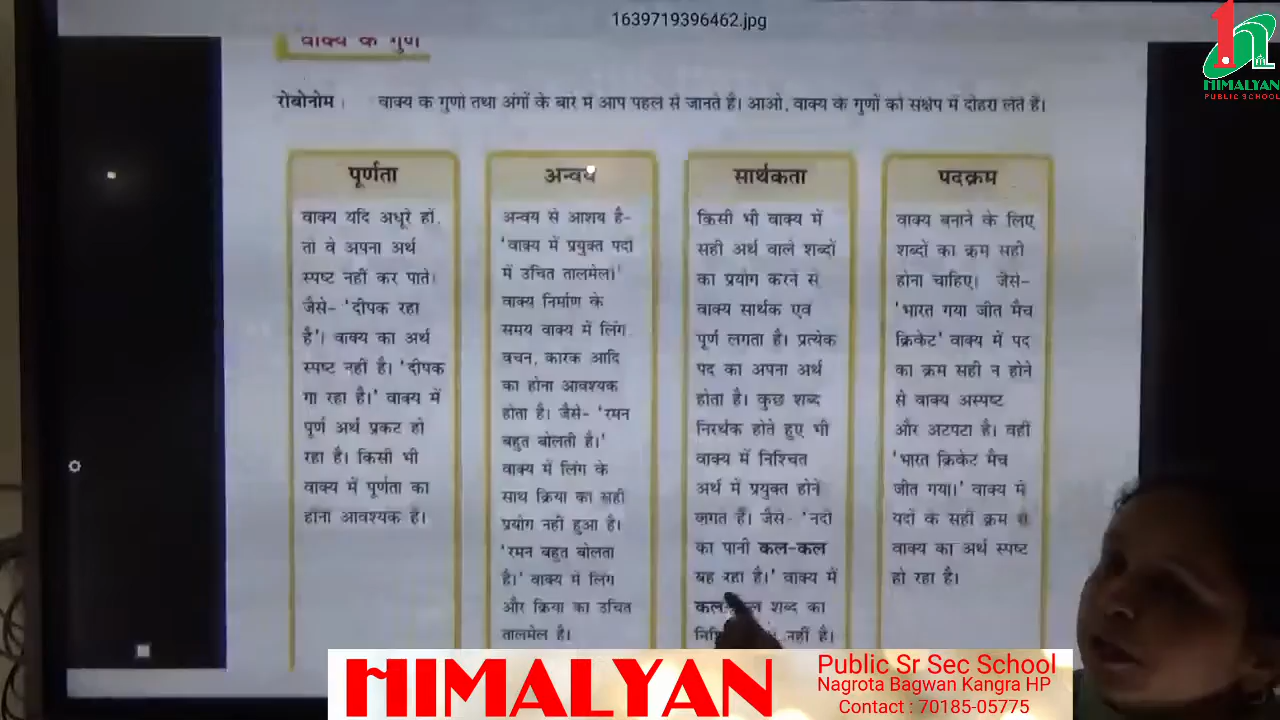 1639719396462.jpg
वाक्य के गुण
रोबोनोम। वाक्य के गुणों तथा अंगों के बारे में आप पहले से जानते हैं। आओ, वाक्य के गुणों को संक्षेप में दोहरा लेते हैं।
पूर्णता
वाक्य यदि अधूरे हों,
तो वे अपना अर्थ
स्पष्ट नहीं कर पाते।
जैसे- 'दीपक रहा
है'। वाक्य का अर्थ
स्पष्ट नहीं है। 'दीपक
गा रहा है।' वाक्य में
पूर्ण अर्थ प्रकट हो
रहा है। किसी भी
वाक्य में पूर्णता का
होना आवश्यक है।
अन्वय
अन्वय से आशय है-
'वाक्य में प्रयुक्त पदों
में उचित तालमेल।'
वाक्य निर्माण के
समय वाक्य में लिंग,
वचन, कारक आदि
का होना आवश्यक
होता है। जैसे- 'रमन
बहुत बोलती है।'
वाक्य में लिंग के
साथ क्रिया का सही
प्रयोग नहीं हुआ है।
'रमन बहुत बोलता
है।' वाक्य में लिंग
और क्रिया का उचित
तालमेल है।
सार्थकता
किसी भी वाक्य में
सही अर्थ वाले शब्दों
का प्रयोग करने से
वाक्य सार्थक एवं
पूर्ण लगता है। प्रत्येक
पद का अपना अर्थ
होता है। कुछ शब्द
निरर्थक होते हुए भी
वाक्य में निश्चित
अर्थ में प्रयुक्त होने
लगते हैं। जैसे- 'नदी
का पानी कल-कल
बह रहा है।' वाक्य में
शब्द का
नहीं है।
पदक्रम
वाक्य बनाने के लिए
शब्दों का क्रम सही
होना चाहिए। जैसे-
'भारत गया जीत मैच
क्रिकेट' वाक्य में पद
का क्रम सही न होने
से वाक्य अस्पष्ट
और अटपटा है। वहीं
'भारत क्रिकेट मैच
जीत गया।' वाक्य में
पदों के सही क्रम से
वाक्य का अर्थ स्पष्ट
हो रहा है।
HIMALYAN
PUBLIC SCHOOL
HIMALYAN
Public Sr Sec School
Nagrota Bagwan Kangra HP
Contact : 70185-05775